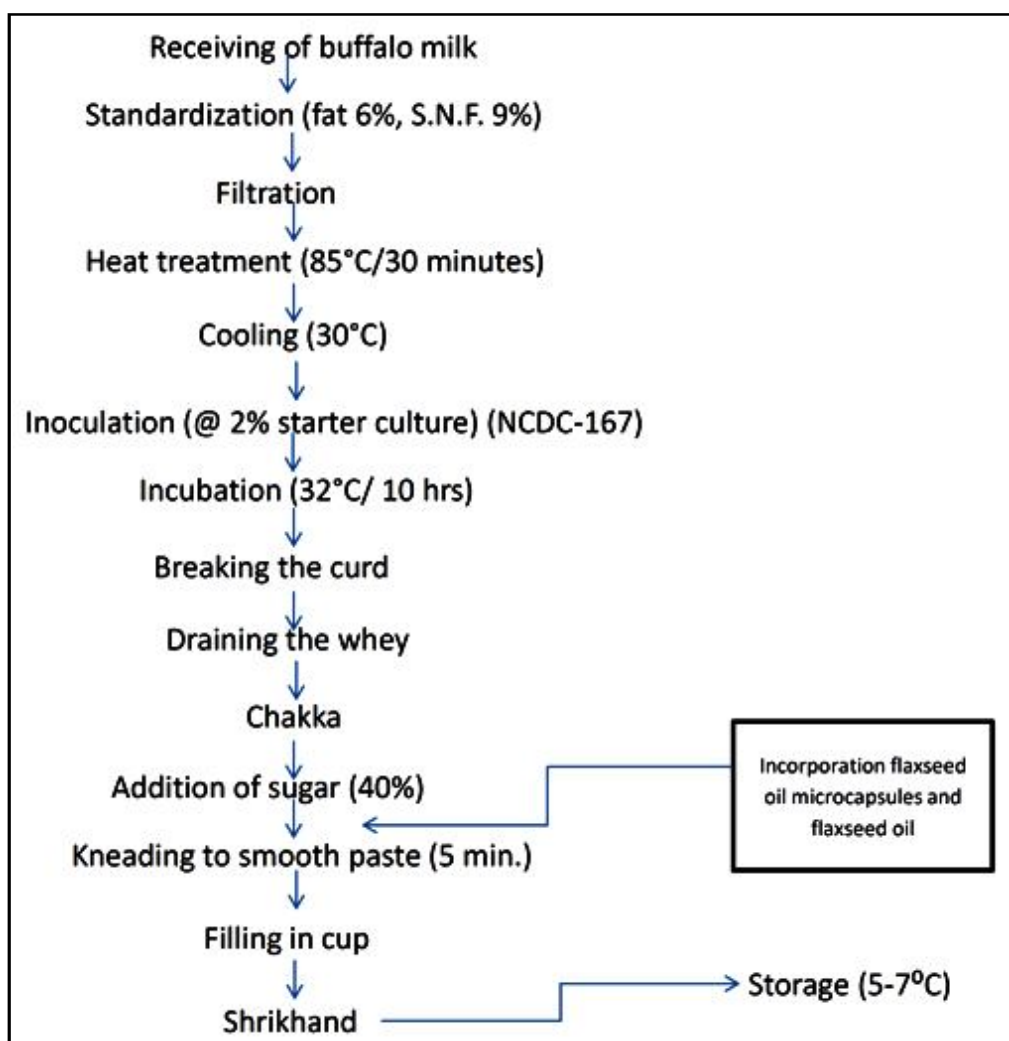 Receiving of buffalo milk
Standardization (fat 6%, S.N.F. 9%)
Filtration
Heat treatment (85°C/30 minutes)
Cooling (30°C)
Inoculation (@ 2% starter culture) (NCDC-167)
Incubation (32°C/ 10 hrs)
Breaking the curd
Draining the whey
Chakka
Addition of sugar (40%)
Incorporation flaxseed
oil microcapsules and
flaxseed oil
Kneading to smooth paste (5 min.)
Filling in cup
Shrikhand
Storage (5-7⁰C)